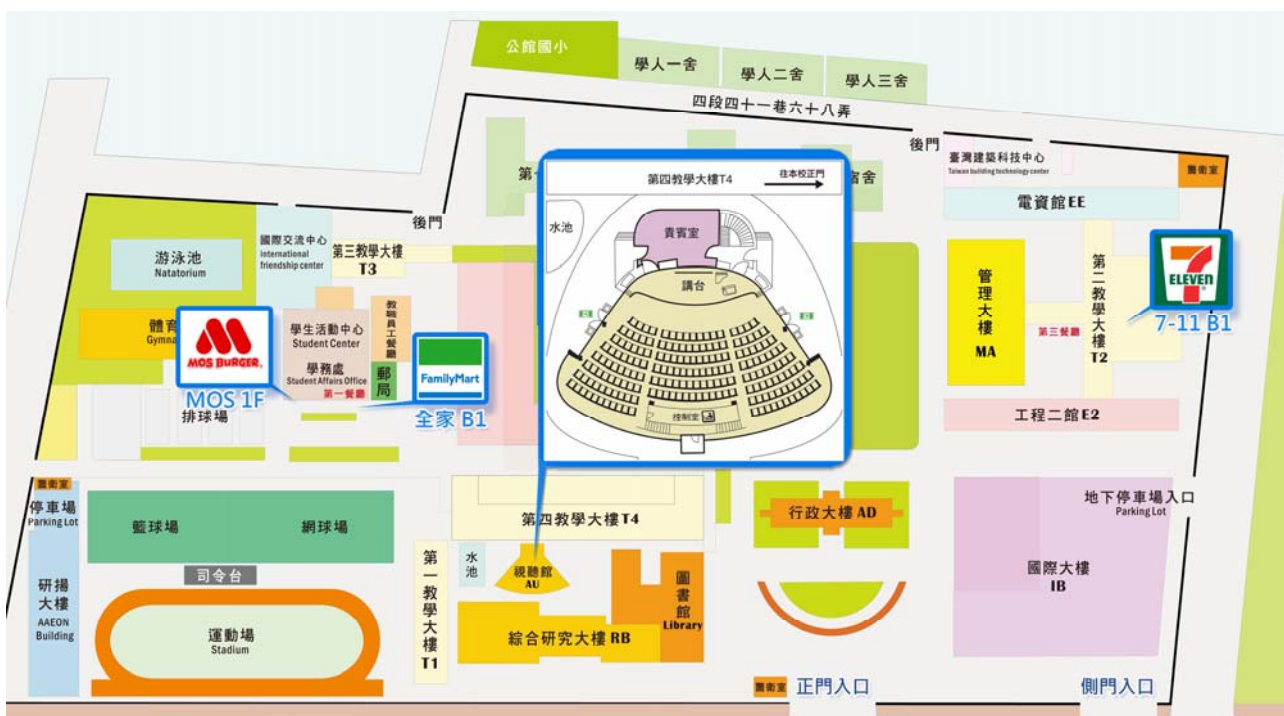 公館國小
學人一舍
學人二舍
學人三舍
四段四十一巷六十八弄
後門
臺灣建築科技中心
Taiwan building technology center
警衛室
電資館EE
第
宿舍
第四教學大樓T4
往本校正門
水池
貴賓室
講台
控制室
後門
國際交流中心
international
friendship center
第三教學大樓
T3
游泳池
Natatorium
體育
Gymna
MOS BURGER
MOS 1F
學生活動中心
Student Center
學務處
Student Affairs Office
第一餐廳
教職員工餐廳
郵局
FamilyMart
全家 B1
排球場
管理大樓
MA
第三餐廳
第二教學大樓
T2
7
ELEVEN
7-11 B1
工程二館E2
警衛室
停車場
Parking Lot
籃球場
網球場
司令台
研揚
大樓
AAEON
Building
運動場
Stadium
第一教學大樓
T1
第四教學大樓T4
水池
視聽館
AU
綜合研究大樓 RB
圖書館
Library
行政大樓 AD
地下停車場入口
Parking Lot
國際大樓
IB
警衛室
正門入口
側門入口